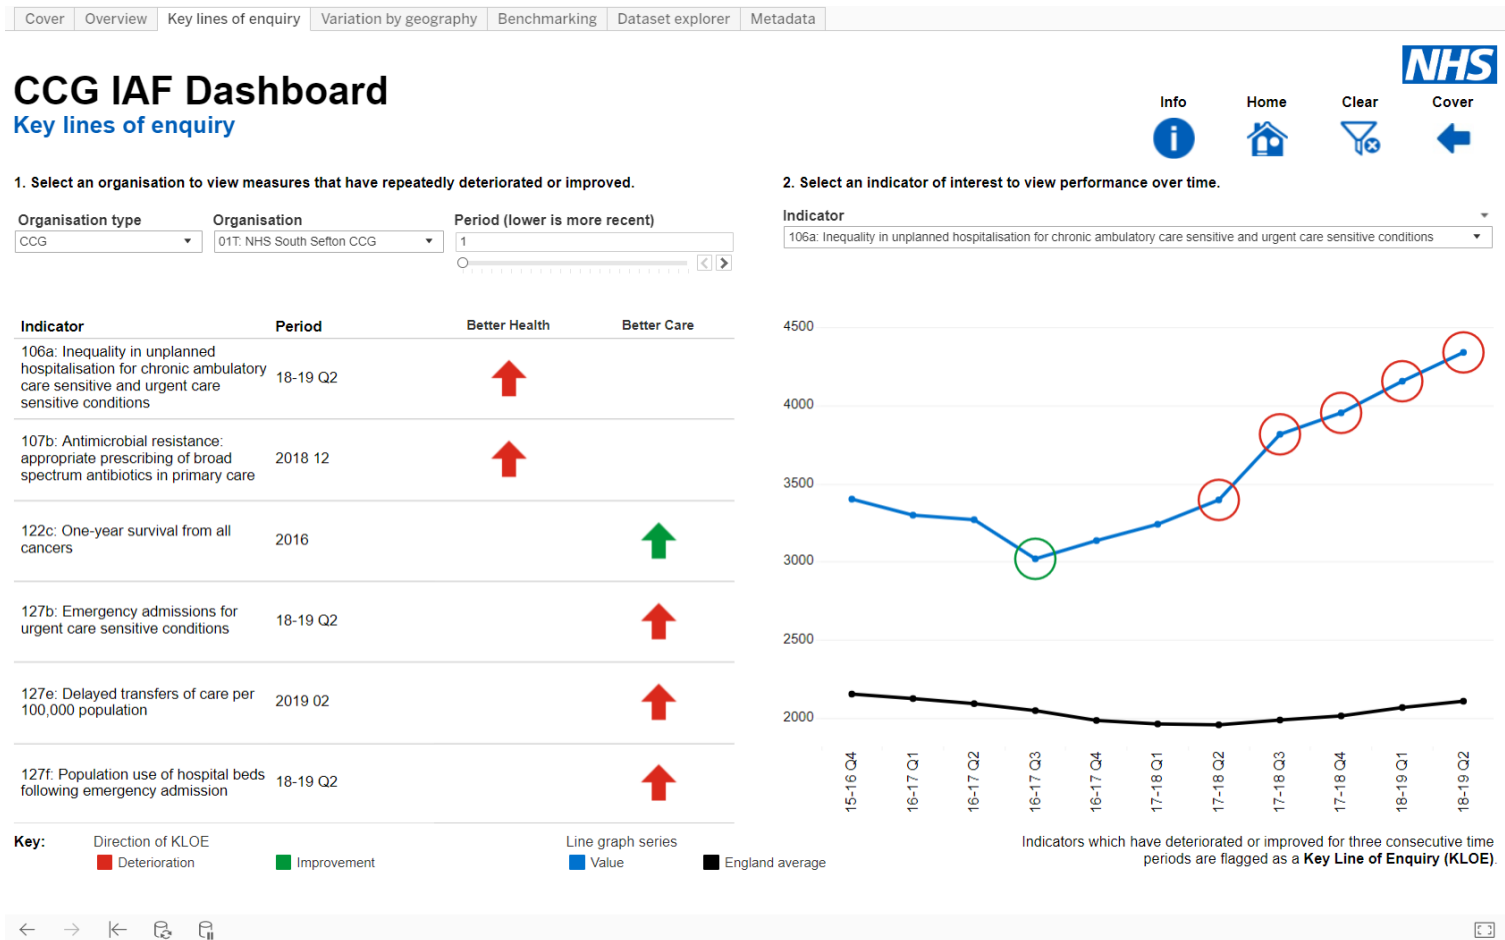 Cover Overview Key lines of enquiry Variation by geography Benchmarking Dataset explorer Metadata
NHS
CCG IAF Dashboard
Key lines of enquiry
Info Home Clear Cover
1. Select an organisation to view measures that have repeatedly deteriorated or improved.
Organisation type Organisation Period (lower is more recent)
CCG 01T: NHS South Sefton CCG 1
Indicator Period Better Health Better Care
106a: Inequality in unplanned
hospitalisation for chronic ambulatory
care sensitive and urgent care
sensitive conditions
18-19 Q2
107b: Antimicrobial resistance:
appropriate prescribing of broad
spectrum antibiotics in primary care
2018 12
122c: One-year survival from all
cancers
2016
127b: Emergency admissions for
urgent care sensitive conditions
18-19 Q2
127e: Delayed transfers of care per
100,000 population
2019 02
127f: Population use of hospital beds
following emergency admission
18-19 Q2
2. Select an indicator of interest to view performance over time.
Indicator
106a: Inequality in unplanned hospitalisation for chronic ambulatory care sensitive and urgent care sensitive conditions
4500
4000
3500
3000
2500
2000
15-16 Q4
16-17 Q1
16-17 Q2
16-17 Q3
16-17 Q4
17-18 Q1
17-18 Q2
17-18 Q3
17-18 Q4
18-19 Q1
18-19 Q2
Key: Direction of KLOE Line graph series
Deterioration Improvement Value England average
Indicators which have deteriorated or improved for three consecutive time
periods are flagged as a Key Line of Enquiry (KLOE).